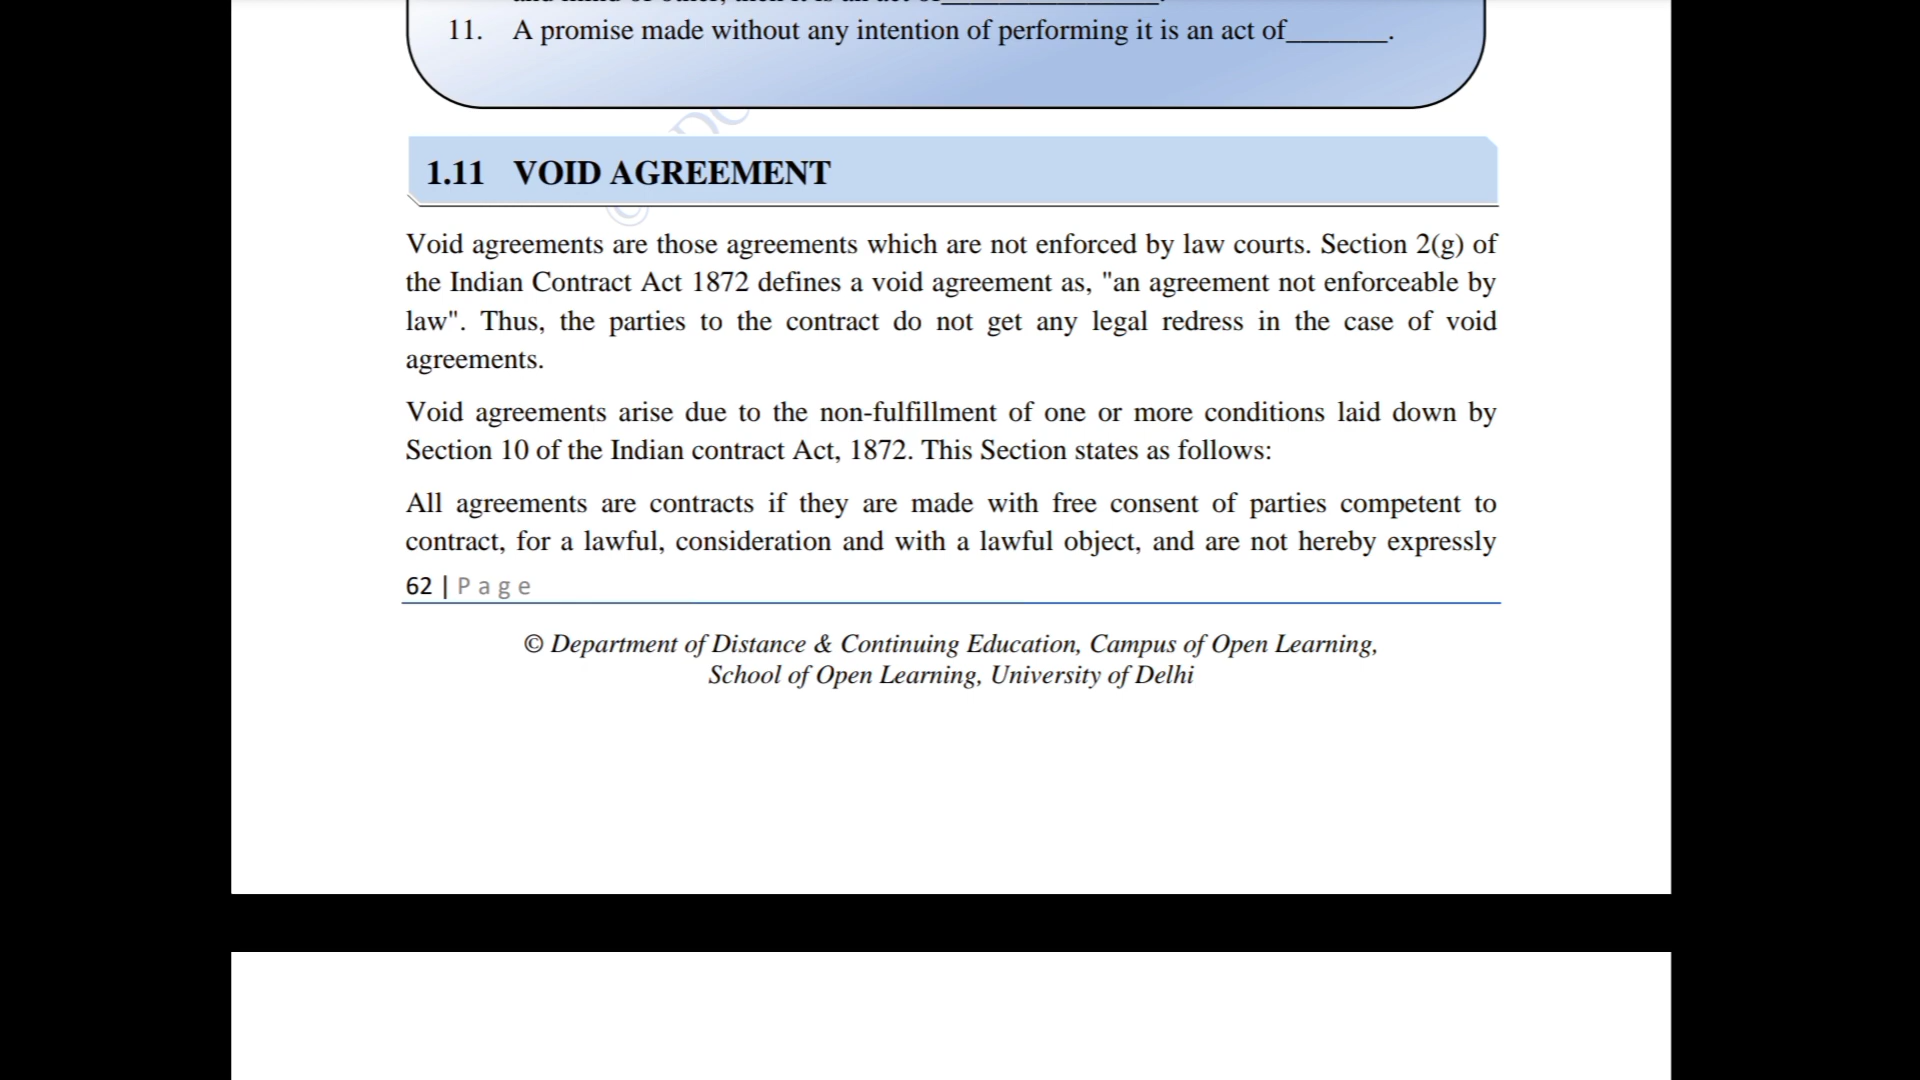 11. A promise made without any intention of performing it is an act of_______.
1.11 VOID AGREEMENT
©
Void agreements are those agreements which are not enforced by law courts. Section 2(g) of
the Indian Contract Act 1872 defines a void agreement as, "an agreement not enforceable by
law". Thus, the parties to the contract do not get any legal redress in the case of void
agreements.
Void agreements arise due to the non-fulfillment of one or more conditions laid down by
Section 10 of the Indian contract Act, 1872. This Section states as follows:
All agreements are contracts if they are made with free consent of parties competent to
contract, for a lawful, consideration and with a lawful object, and are not hereby expressly
62 | P a g e
© Department of Distance & Continuing Education, Campus of Open Learning,
School of Open Learning, University of Delhi